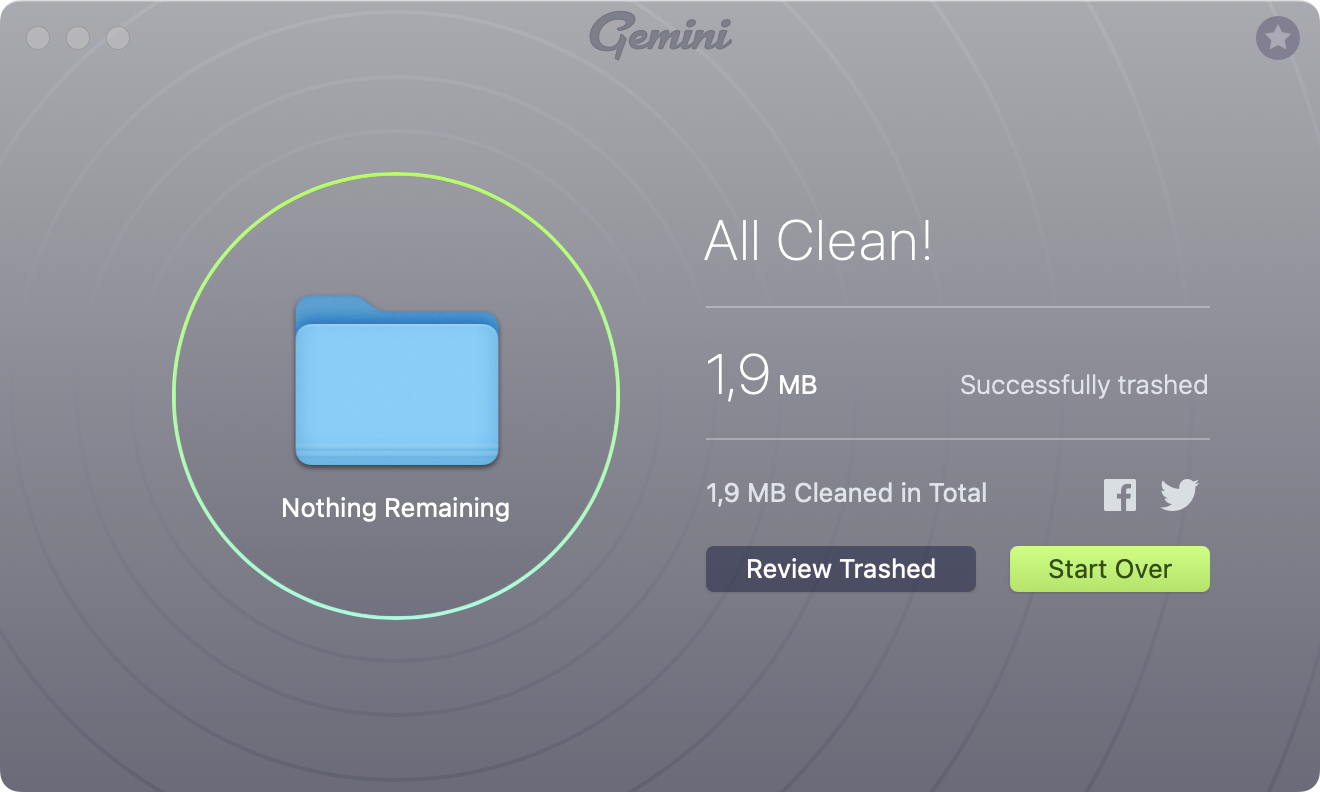 Gemini
All Clean!
1,9 MB
Successfully trashed
Nothing Remaining
1,9 MB Cleaned in Total
Review Trashed
Start Over